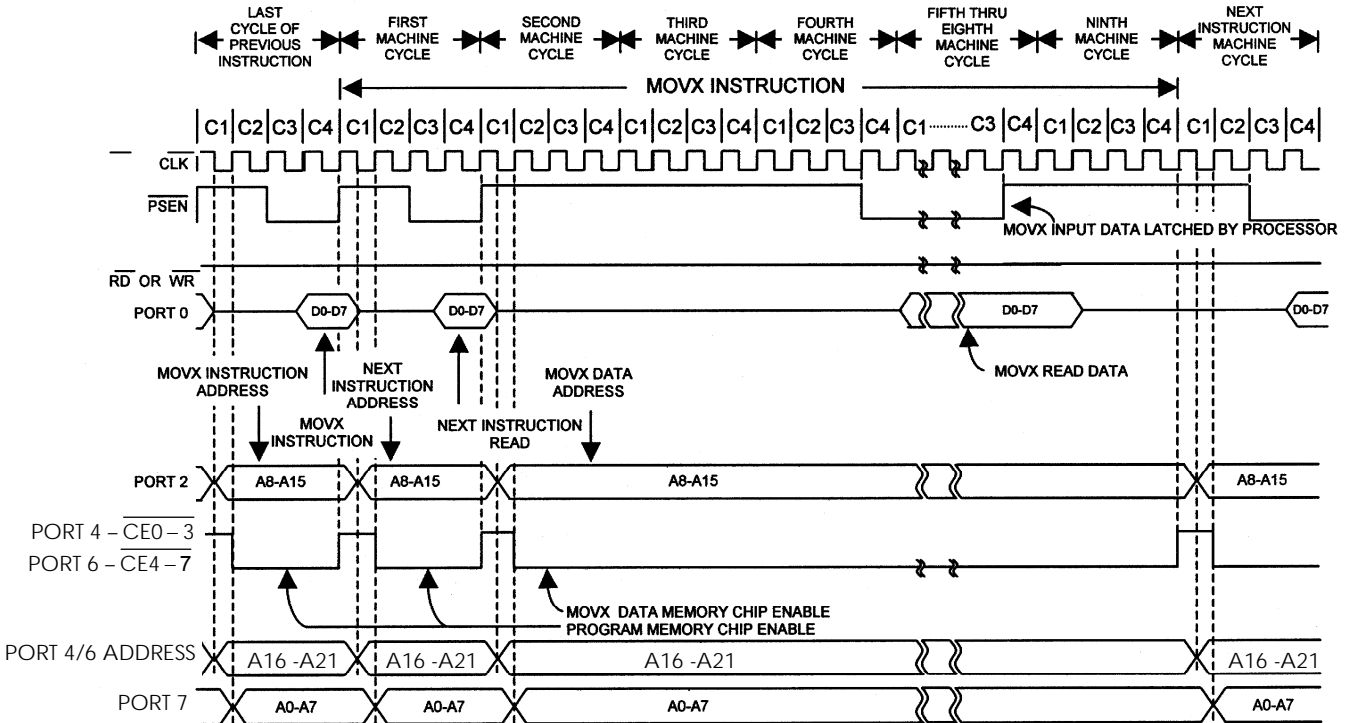 LAST CYCLE OF PREVIOUS INSTRUCTION
FIRST MACHINE CYCLE
SECOND MACHINE CYCLE
THIRD MACHINE CYCLE
FOURTH MACHINE CYCLE
FIFTH THRU EIGHTH MACHINE CYCLE
NINTH MACHINE CYCLE
NEXT INSTRUCTION MACHINE CYCLE
MOVX INSTRUCTION
C1 C2 C3 C4 C1 C2 C3 C4 C1 C2 C3 C4 C1 C2 C3 C4 C1 C2 C3 C4 C1 ........ C3 C4 C1 C2 C3 C4 C1 C2 C3 C4
CLK
PSEN
MOVX INPUT DATA LATCHED BY PROCESSOR
RD OR WR
PORT 0 D0-D7 D0-D7 D0-D7 D0-D7
MOVX INSTRUCTION ADDRESS
NEXT INSTRUCTION ADDRESS
MOVX DATA ADDRESS
MOVX READ DATA
MOVX INSTRUCTION
NEXT INSTRUCTION READ
PORT 2 A8-A15 A8-A15 A8-A15 A8-A15
PORT 4 – CE0 – 3
PORT 6 – CE4 – 7
MOVX DATA MEMORY CHIP ENABLE
PROGRAM MEMORY CHIP ENABLE
PORT 4/6 ADDRESS A16 -A21 A16 -A21 A16 -A21 A16 -A21
PORT 7 A0-A7 A0-A7 A0-A7 A0-A7